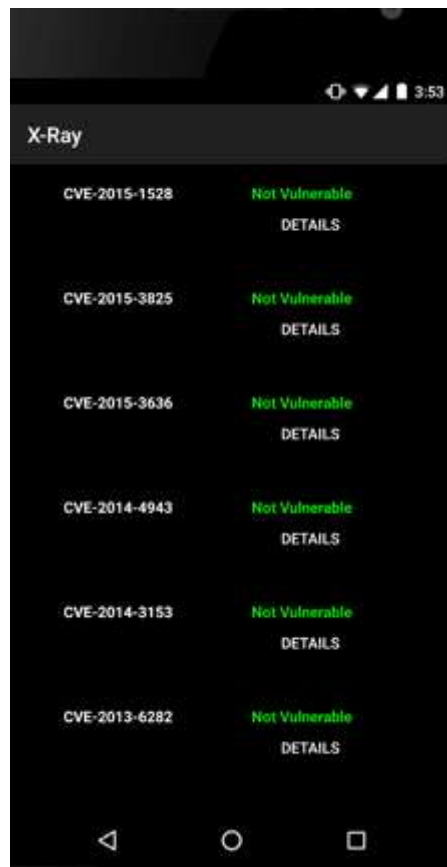 3:53
X-Ray
CVE-2015-1528 Not Vulnerable
DETAILS
CVE-2015-3825 Not Vulnerable
DETAILS
CVE-2015-3636 Not Vulnerable
DETAILS
CVE-2014-4943 Not Vulnerable
DETAILS
CVE-2014-3153 Not Vulnerable
DETAILS
CVE-2013-6282 Not Vulnerable
DETAILS